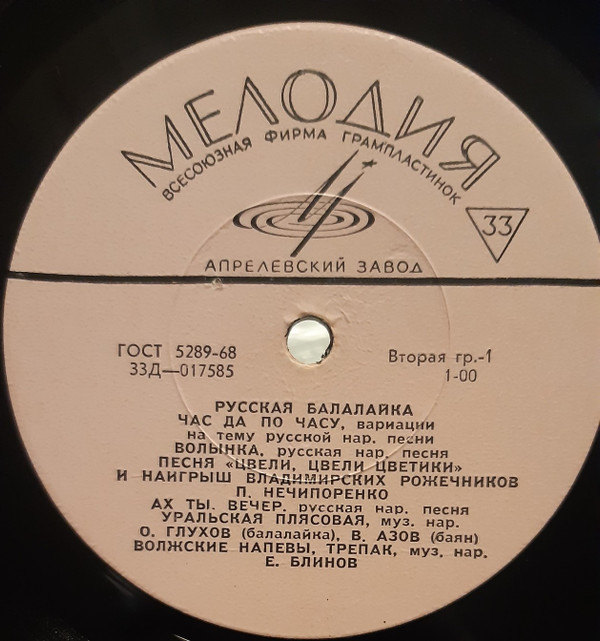 МЕЛОДИЯ
ВСЕСОЮЗНАЯ ФИРМА ГРАМПЛАСТИНОК
33
АПРЕЛЕВСКИЙ ЗАВОД
ГОСТ 5289-68
33Д—017585
Вторая гр.-1
1-00
РУССКАЯ БАЛАЛАЙКА
ЧАС ДА ПО ЧАСУ, вариации
на тему русской нар. песни
ВОЛЫНКА, русская нар. песня
ПЕСНЯ «ЦВЕЛИ, ЦВЕЛИ ЦВЕТИКИ»
И НАИГРЫШ ВЛАДИМИРСКИХ РОЖЕЧНИКОВ
П. НЕЧИПОРЕНКО
АХ ТЫ, ВЕЧЕР, русская нар. песня
УРАЛЬСКАЯ ПЛЯСОВАЯ, муз. нар.
О. ГЛУХОВ (балалайка), В. АЗОВ (баян)
ВОЛЖСКИЕ НАПЕВЫ, ТРЕПАК, муз. нар.
Е. БЛИНОВ